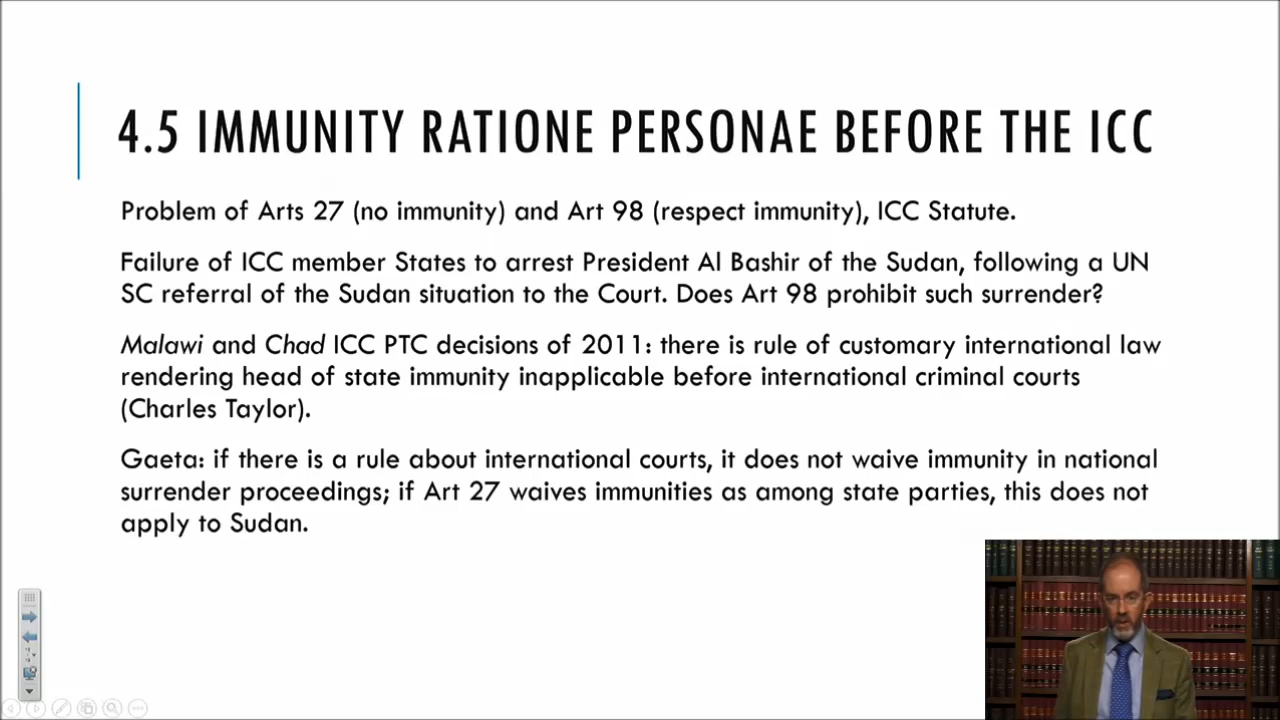 4.5 IMMUNITY RATIONE PERSONAE BEFORE THE ICC
Problem of Arts 27 (no immunity) and Art 98 (respect immunity), ICC Statute.
Failure of ICC member States to arrest President Al Bashir of the Sudan, following a UN
SC referral of the Sudan situation to the Court. Does Art 98 prohibit such surrender?
Malawi and Chad ICC PTC decisions of 2011: there is rule of customary international law
rendering head of state immunity inapplicable before international criminal courts
(Charles Taylor).
Gaeta: if there is a rule about international courts, it does not waive immunity in national
surrender proceedings; if Art 27 waives immunities as among state parties, this does not
apply to Sudan.